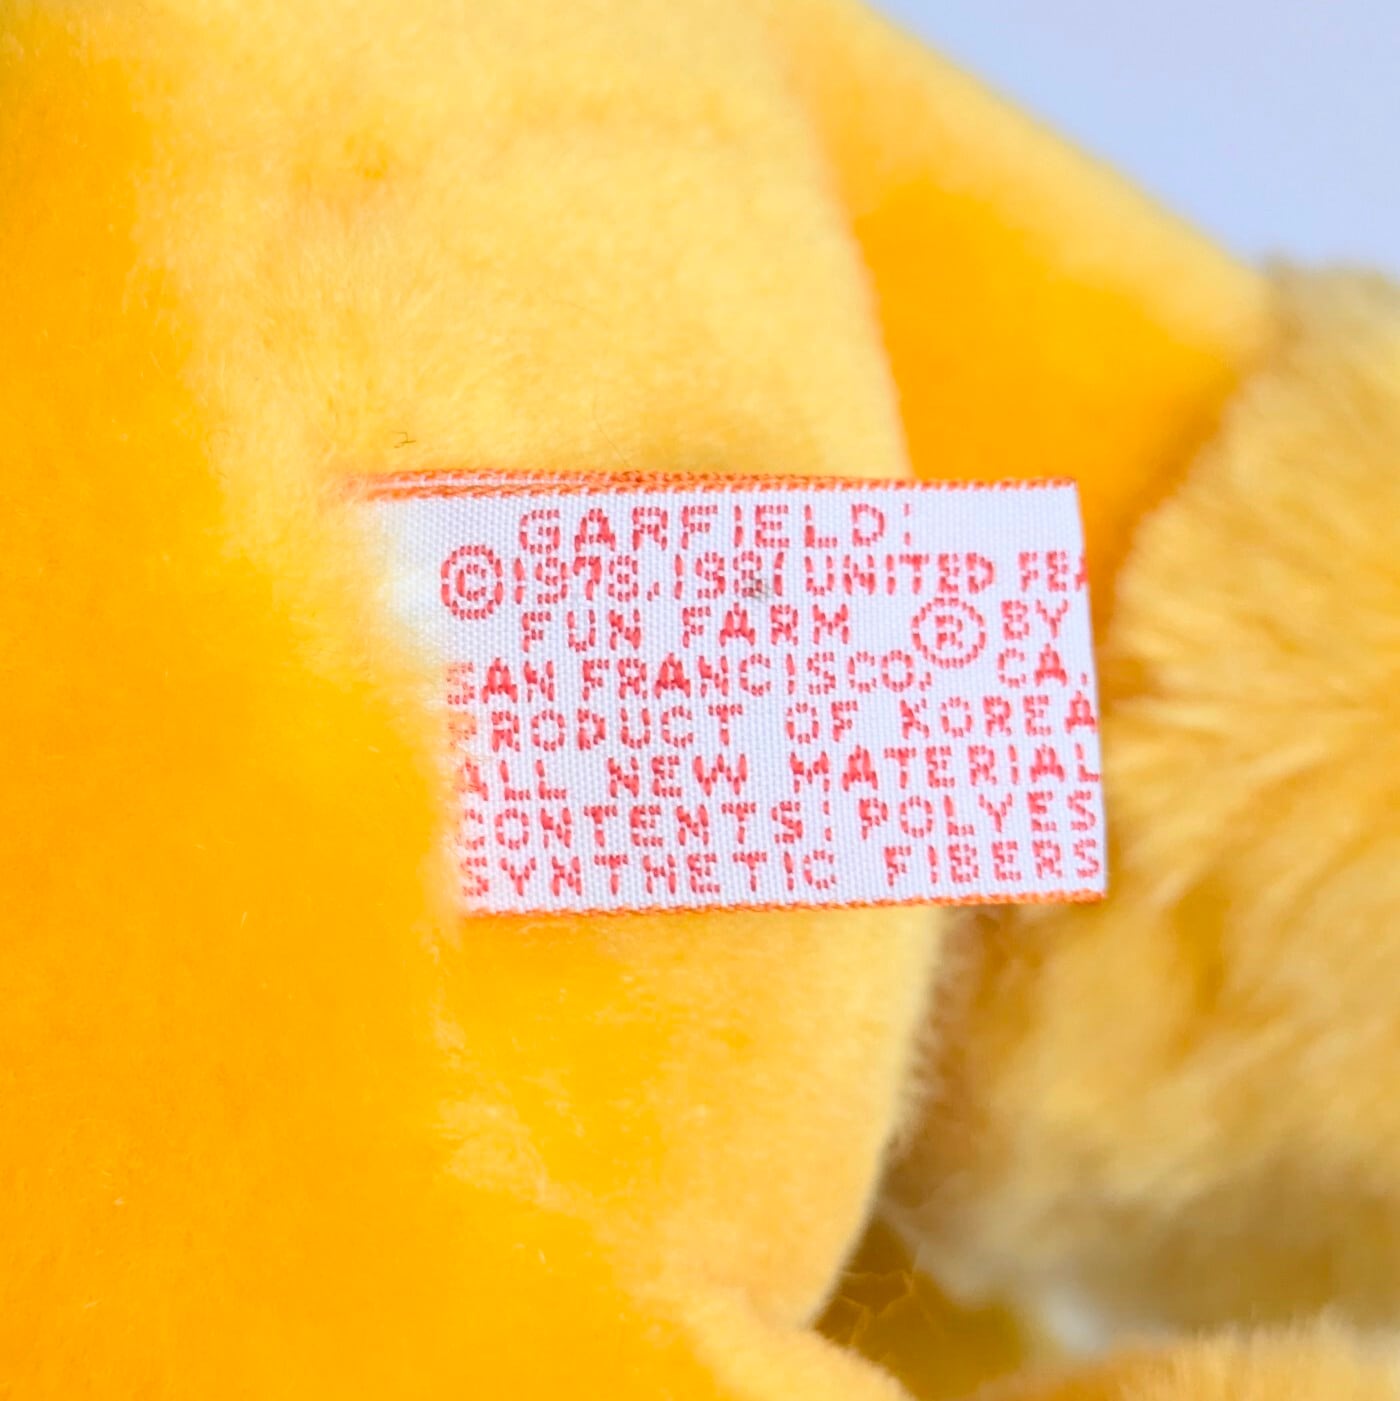 GARFIELD:
©1978,1981 UNITED FEA
FUN FARM ® BY
SAN FRANCISCO, CA.
PRODUCT OF KOREA
ALL NEW MATERIAL
CONTENTS: POLYES
SYNTHETIC FIBERS